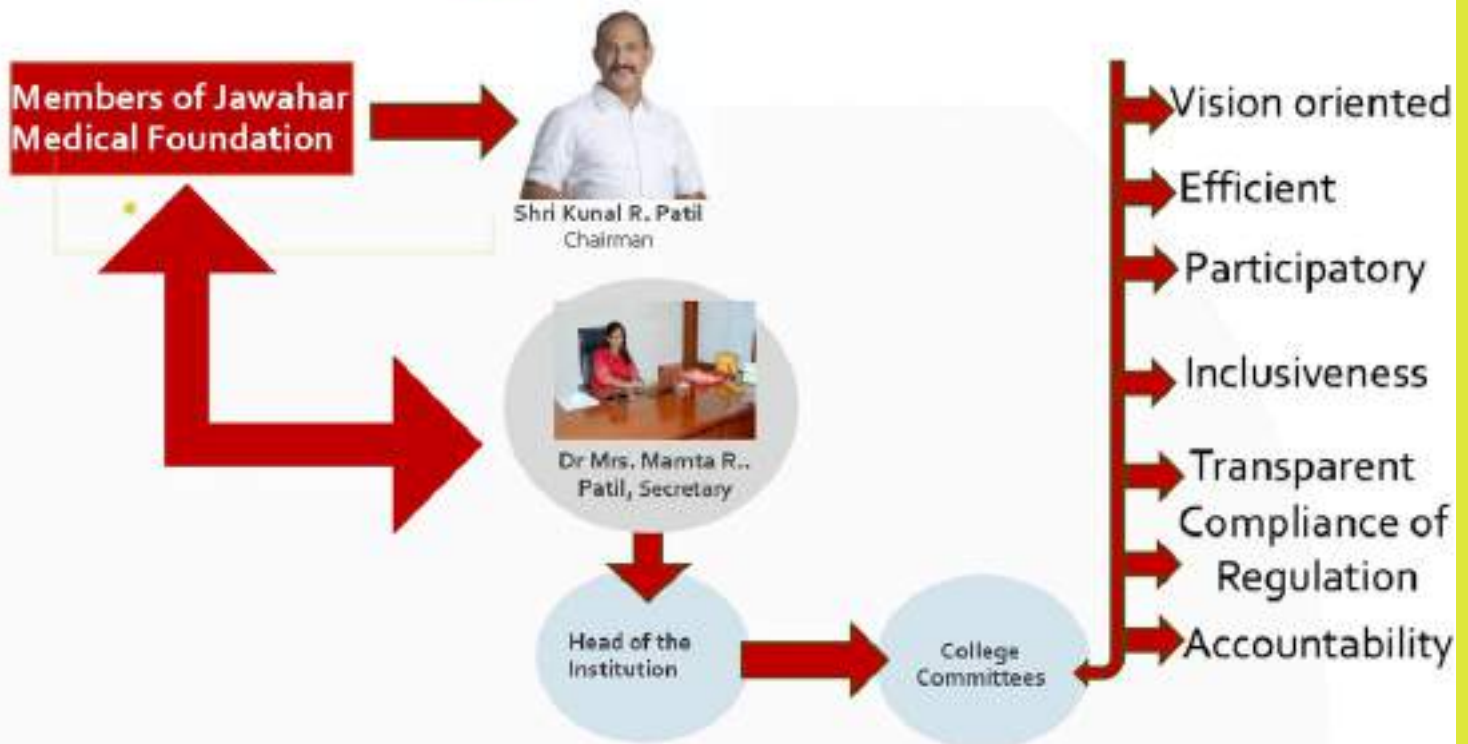 Members of Jawahar
Medical Foundation
Shri Kunal R. Patil
Chairman
Dr Mrs. Mamta R..
Patil, Secretary
Head of the
Institution
College
Committees
Vision oriented
Efficient
Participatory
Inclusiveness
Transparent
Compliance of
Regulation
Accountability